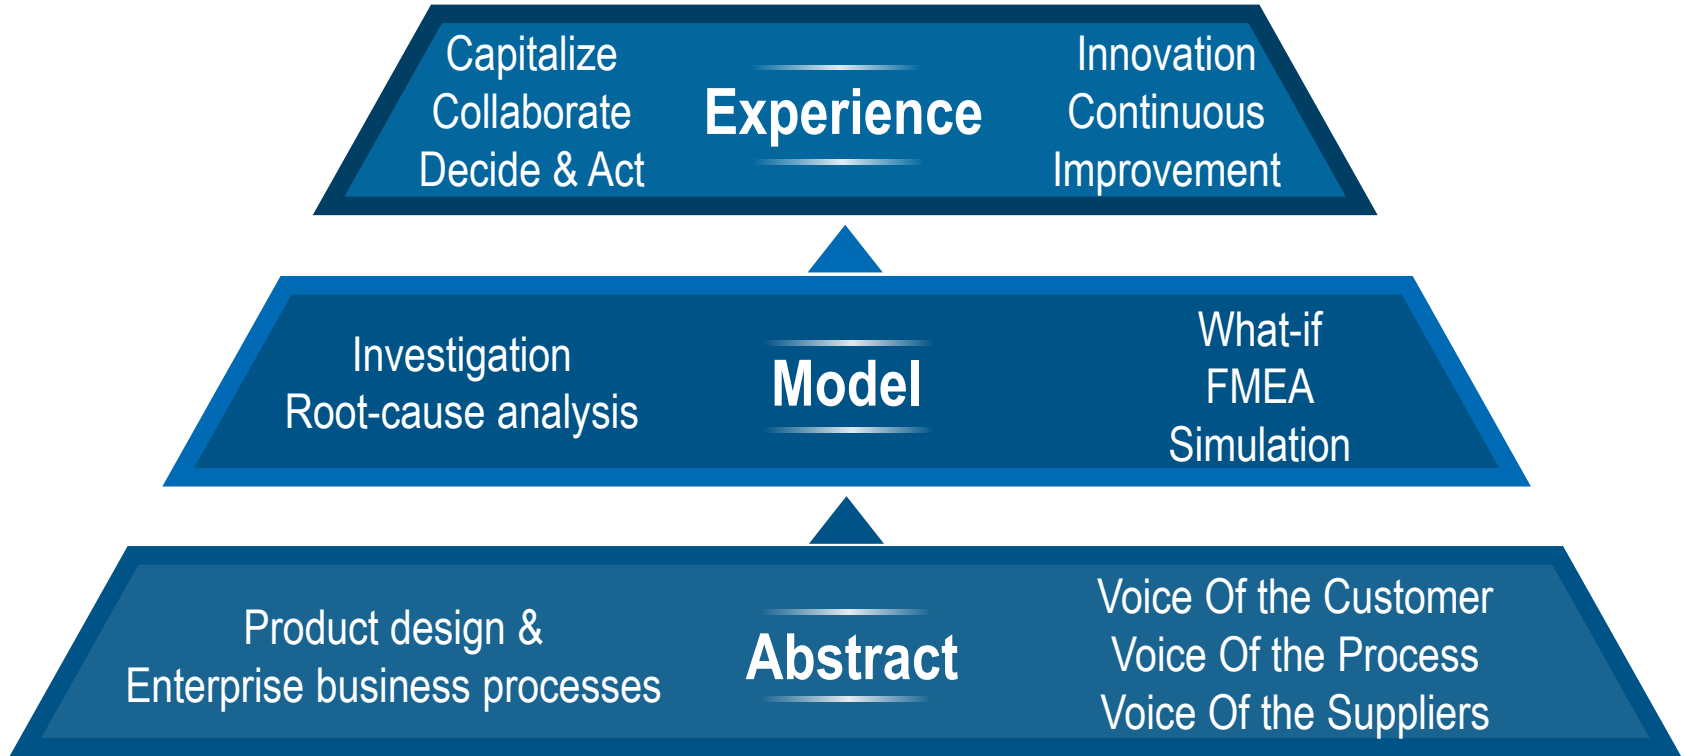 Capitalize
Collaborate
Decide & Act
Experience
Innovation
Continuous
Improvement
Investigation
Root-cause analysis
Model
What-if
FMEA
Simulation
Product design &
Enterprise business processes
Abstract
Voice Of the Customer
Voice Of the Process
Voice Of the Suppliers